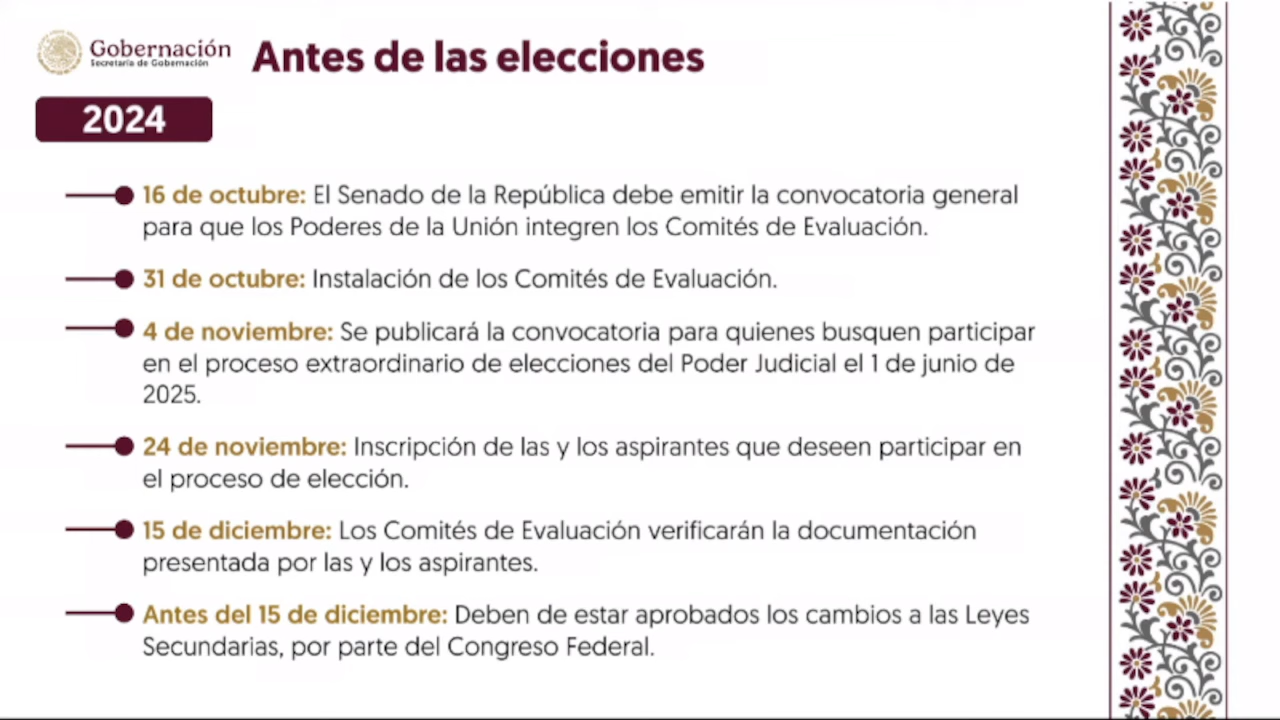 Gobernación
Secretaría de Gobernación
Antes de las elecciones
2024
16 de octubre: El Senado de la República debe emitir la convocatoria general
para que los Poderes de la Unión integren los Comités de Evaluación.
31 de octubre: Instalación de los Comités de Evaluación.
4 de noviembre: Se publicará la convocatoria para quienes busquen participar
en el proceso extraordinario de elecciones del Poder Judicial el 1 de junio de
2025.
24 de noviembre: Inscripción de las y los aspirantes que deseen participar en
el proceso de elección.
15 de diciembre: Los Comités de Evaluación verificarán la documentación
presentada por las y los aspirantes.
Antes del 15 de diciembre: Deben de estar aprobados los cambios a las Leyes
Secundarias, por parte del Congreso Federal.